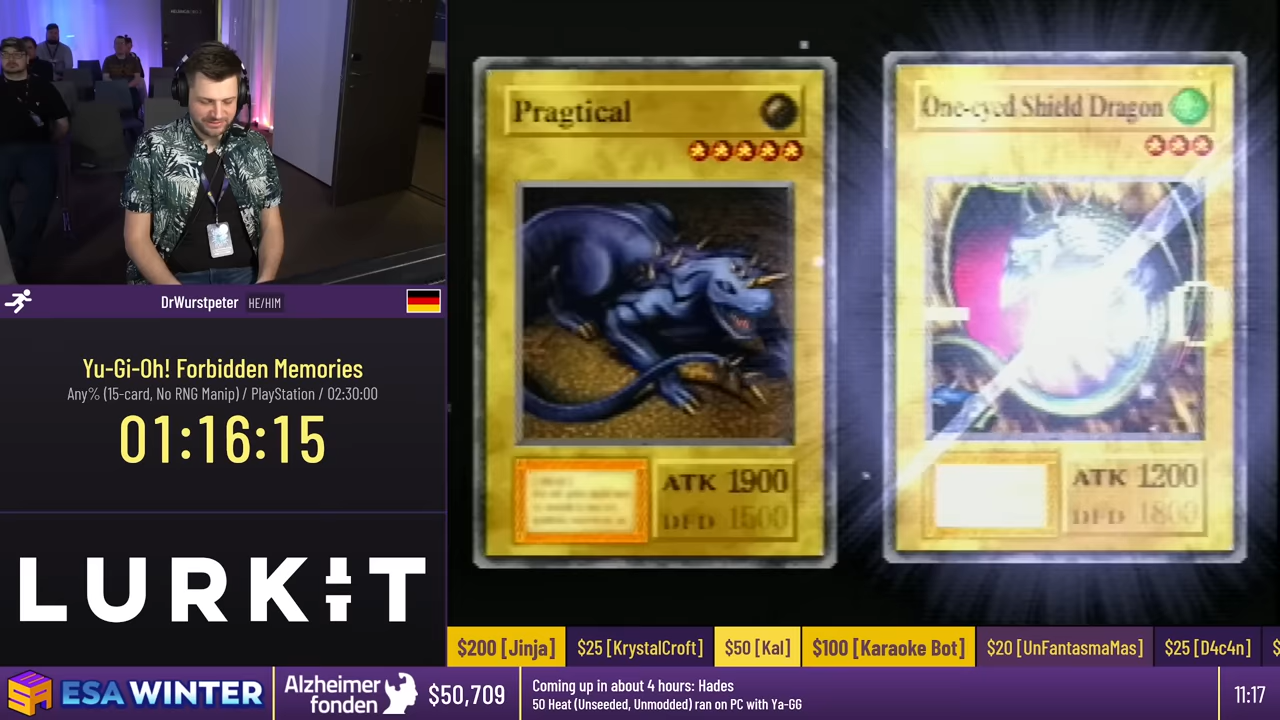 DrWurstpeter HE/HIM
Yu-Gi-Oh! Forbidden Memories
Any% (15-card, No RNG Manip) / PlayStation / 02:30:00
01:16:15
LURKIT
Pragtical
ATK 1900
DFD 1500
One-eyed Shield Dragon
ATK 1200
DFD 1800
$200 [Jinja] $25 [KrystalCroft] $50 [Kal] $100 [Karaoke Bot] $20 [UnFantasmaMas] $25 [D4c4n]
ESA WINTER
Alzheimer
fonden
$50,709
Coming up in about 4 hours: Hades
50 Heat (Unseeded, Unmodded) ran on PC with Ya-GG
11:17